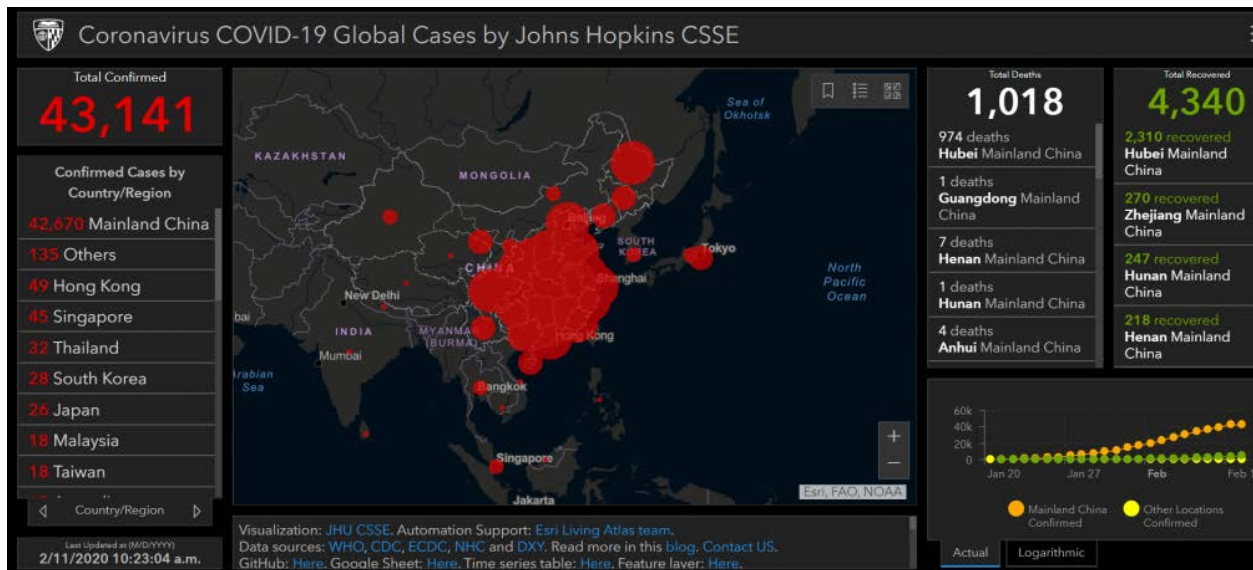 Coronavirus COVID-19 Global Cases by Johns Hopkins CSSE
Total Confirmed
43,141
Confirmed Cases by
Country/Region
42,670 Mainland China
135 Others
49 Hong Kong
45 Singapore
32 Thailand
28 South Korea
26 Japan
18 Malaysia
18 Taiwan
Country/Region
Last Updated at (M/D/YYYY)
2/11/2020 10:23:04 a.m.
Sea of
Okhotsk
KAZAKHSTAN
MONGOLIA
Beijing
SOUTH
KOREA
Tokyo
CHINA
Shanghai
North
Pacific
Ocean
New Delhi
bai
INDIA
MYANMAR
(BURMA)
Hong Kong
Mumbai
Arabian
Sea
Bangkok
Singapore
Jakarta
Esri, FAO, NOAA
Visualization: JHU CSSE. Automation Support: Esri Living Atlas team.
Data sources: WHO, CDC, ECDC, NHC and DXY. Read more in this blog. Contact US.
GitHub: Here. Google Sheet: Here. Time series table: Here. Feature layer: Here.
Total Deaths
1,018
974 deaths
Hubei Mainland China
1 deaths
Guangdong Mainland
China
7 deaths
Henan Mainland China
1 deaths
Hunan Mainland China
4 deaths
Anhui Mainland China
Total Recovered
4,340
2,310 recovered
Hubei Mainland
China
270 recovered
Zhejiang Mainland
China
247 recovered
Hunan Mainland
China
218 recovered
Henan Mainland
China
60k
40k
20k
0
Jan 20
Jan 27
Feb
Feb 1
Mainland China
Confirmed
Other Locations
Confirmed
Actual
Logarithmic